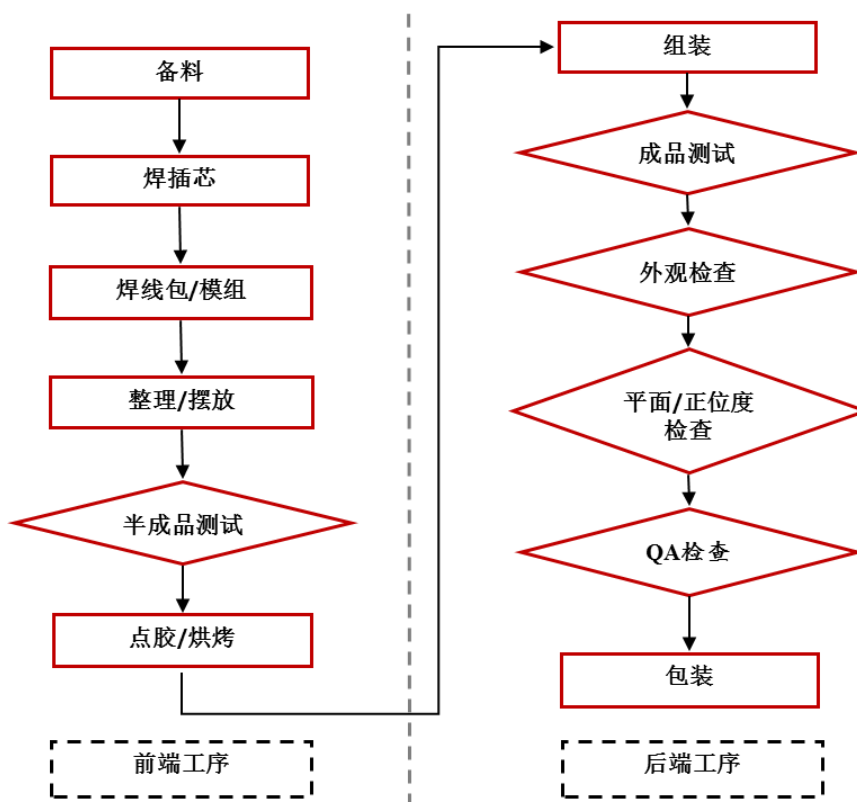 备料
焊插芯
焊线包/模组
整理/摆放
半成品测试
点胶/烘烤
前端工序
组装
成品测试
外观检查
平面/正位度
检查
QA检查
包装
后端工序